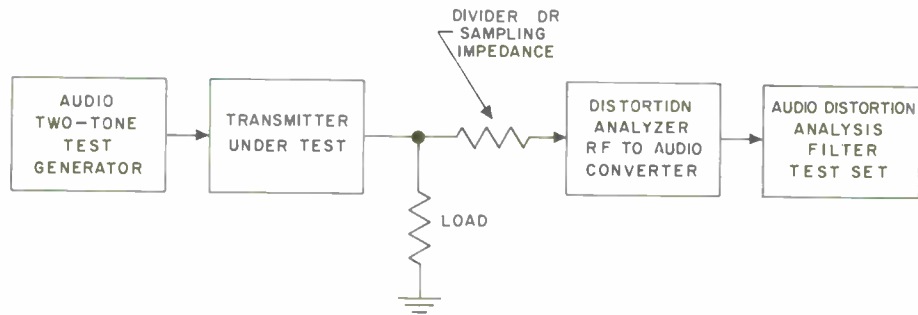 DIVIDER DR
SAMPLING
IMPEDANCE
AUDIO
TWO-TONE
TEST
GENERATOR
TRANSMITTER
UNDER TEST
DISTORTION
ANALYZER
RF TO AUDIO
CONVERTER
AUDIO DISTORTION
ANALYSIS
FILTER
TEST SET
LOAD